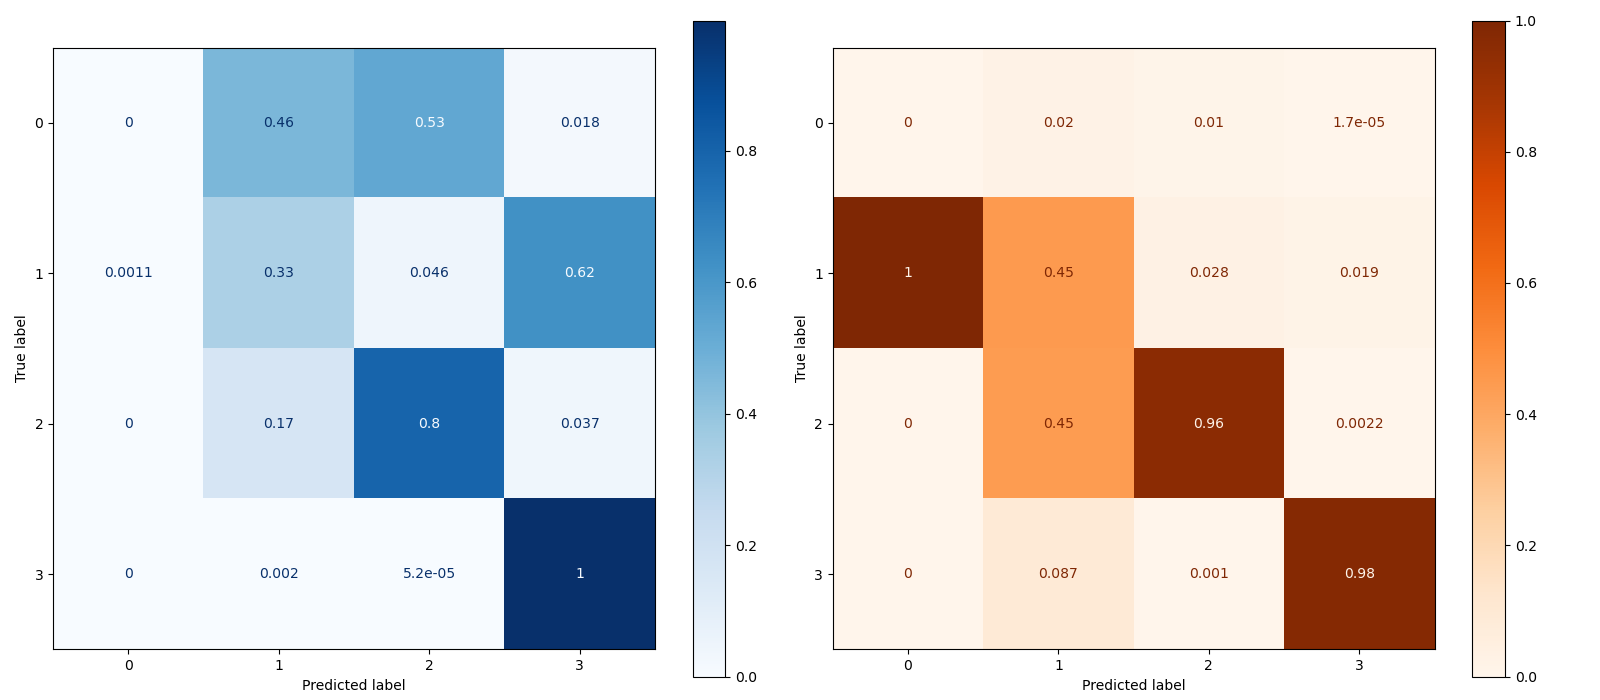 0 0 0.46 0.53 0.018
1 0.0011 0.33 0.046 0.62
2 0 0.17 0.8 0.037
3 0 0.002 5.2e-05 1
0 1 2 3
True label
Predicted label
0.8
0.6
0.4
0.2
0.0
0 0 0.02 0.01 1.7e-05
1 1 0.45 0.028 0.019
2 0 0.45 0.96 0.0022
3 0 0.087 0.001 0.98
0 1 2 3
True label
Predicted label
1.0
0.8
0.6
0.4
0.2
0.0